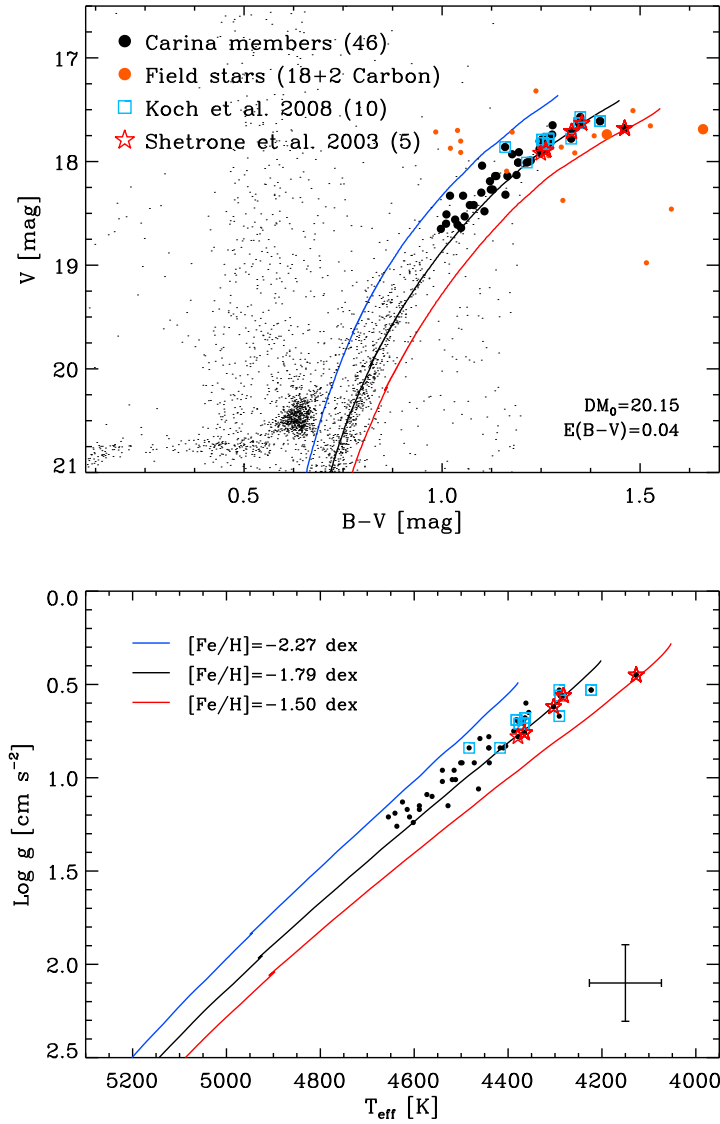 16.5
17
18
19
20
21
V [mag]
Carina members (46)
Field stars (18+2 Carbon)
Koch et al. 2008 (10)
Shetrone et al. 2003 (5)
DM₀=20.15
E(B−V)=0.04
0.5 1.0 1.5
B−V [mag]
0.0
0.5
1.0
1.5
2.0
2.5
Log g [cm s⁻²]
[Fe/H]=−2.27 dex
[Fe/H]=−1.79 dex
[Fe/H]=−1.50 dex
5200 5000 4800 4600 4400 4200 4000
T_eff [K]